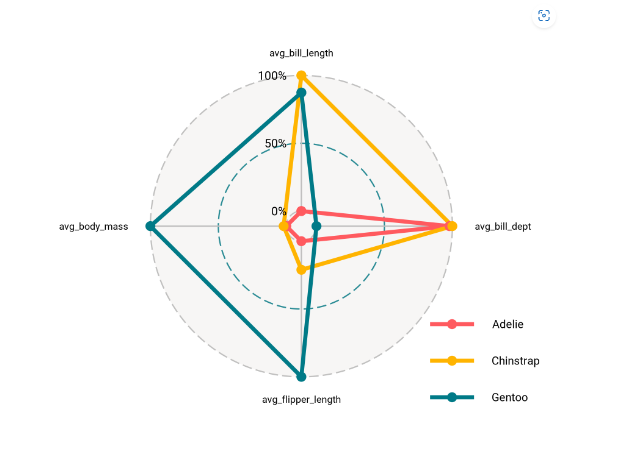 avg_bill_length
100%
50%
0%
avg_body_mass
avg_bill_dept
avg_flipper_length
Adelie
Chinstrap
Gentoo